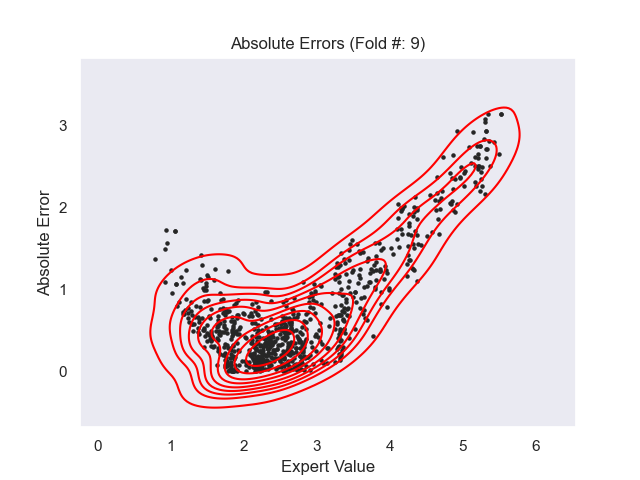 Absolute Errors (Fold #: 9)
3
2
1
0
Absolute Error
0 1 2 3 4 5 6
Expert Value